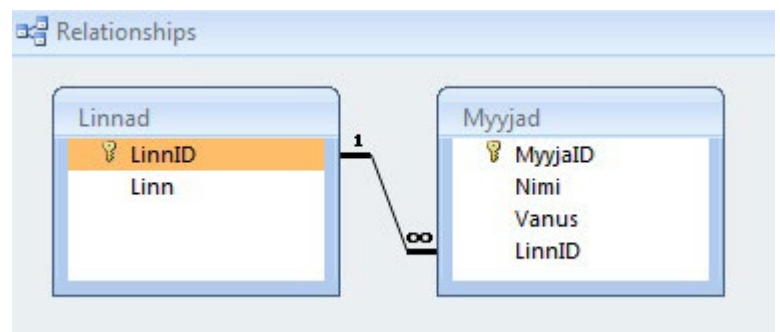 Relationships
Linnad
LinnID
Linn
1
∞
Myyjad
MyyjaID
Nimi
Vanus
LinnID